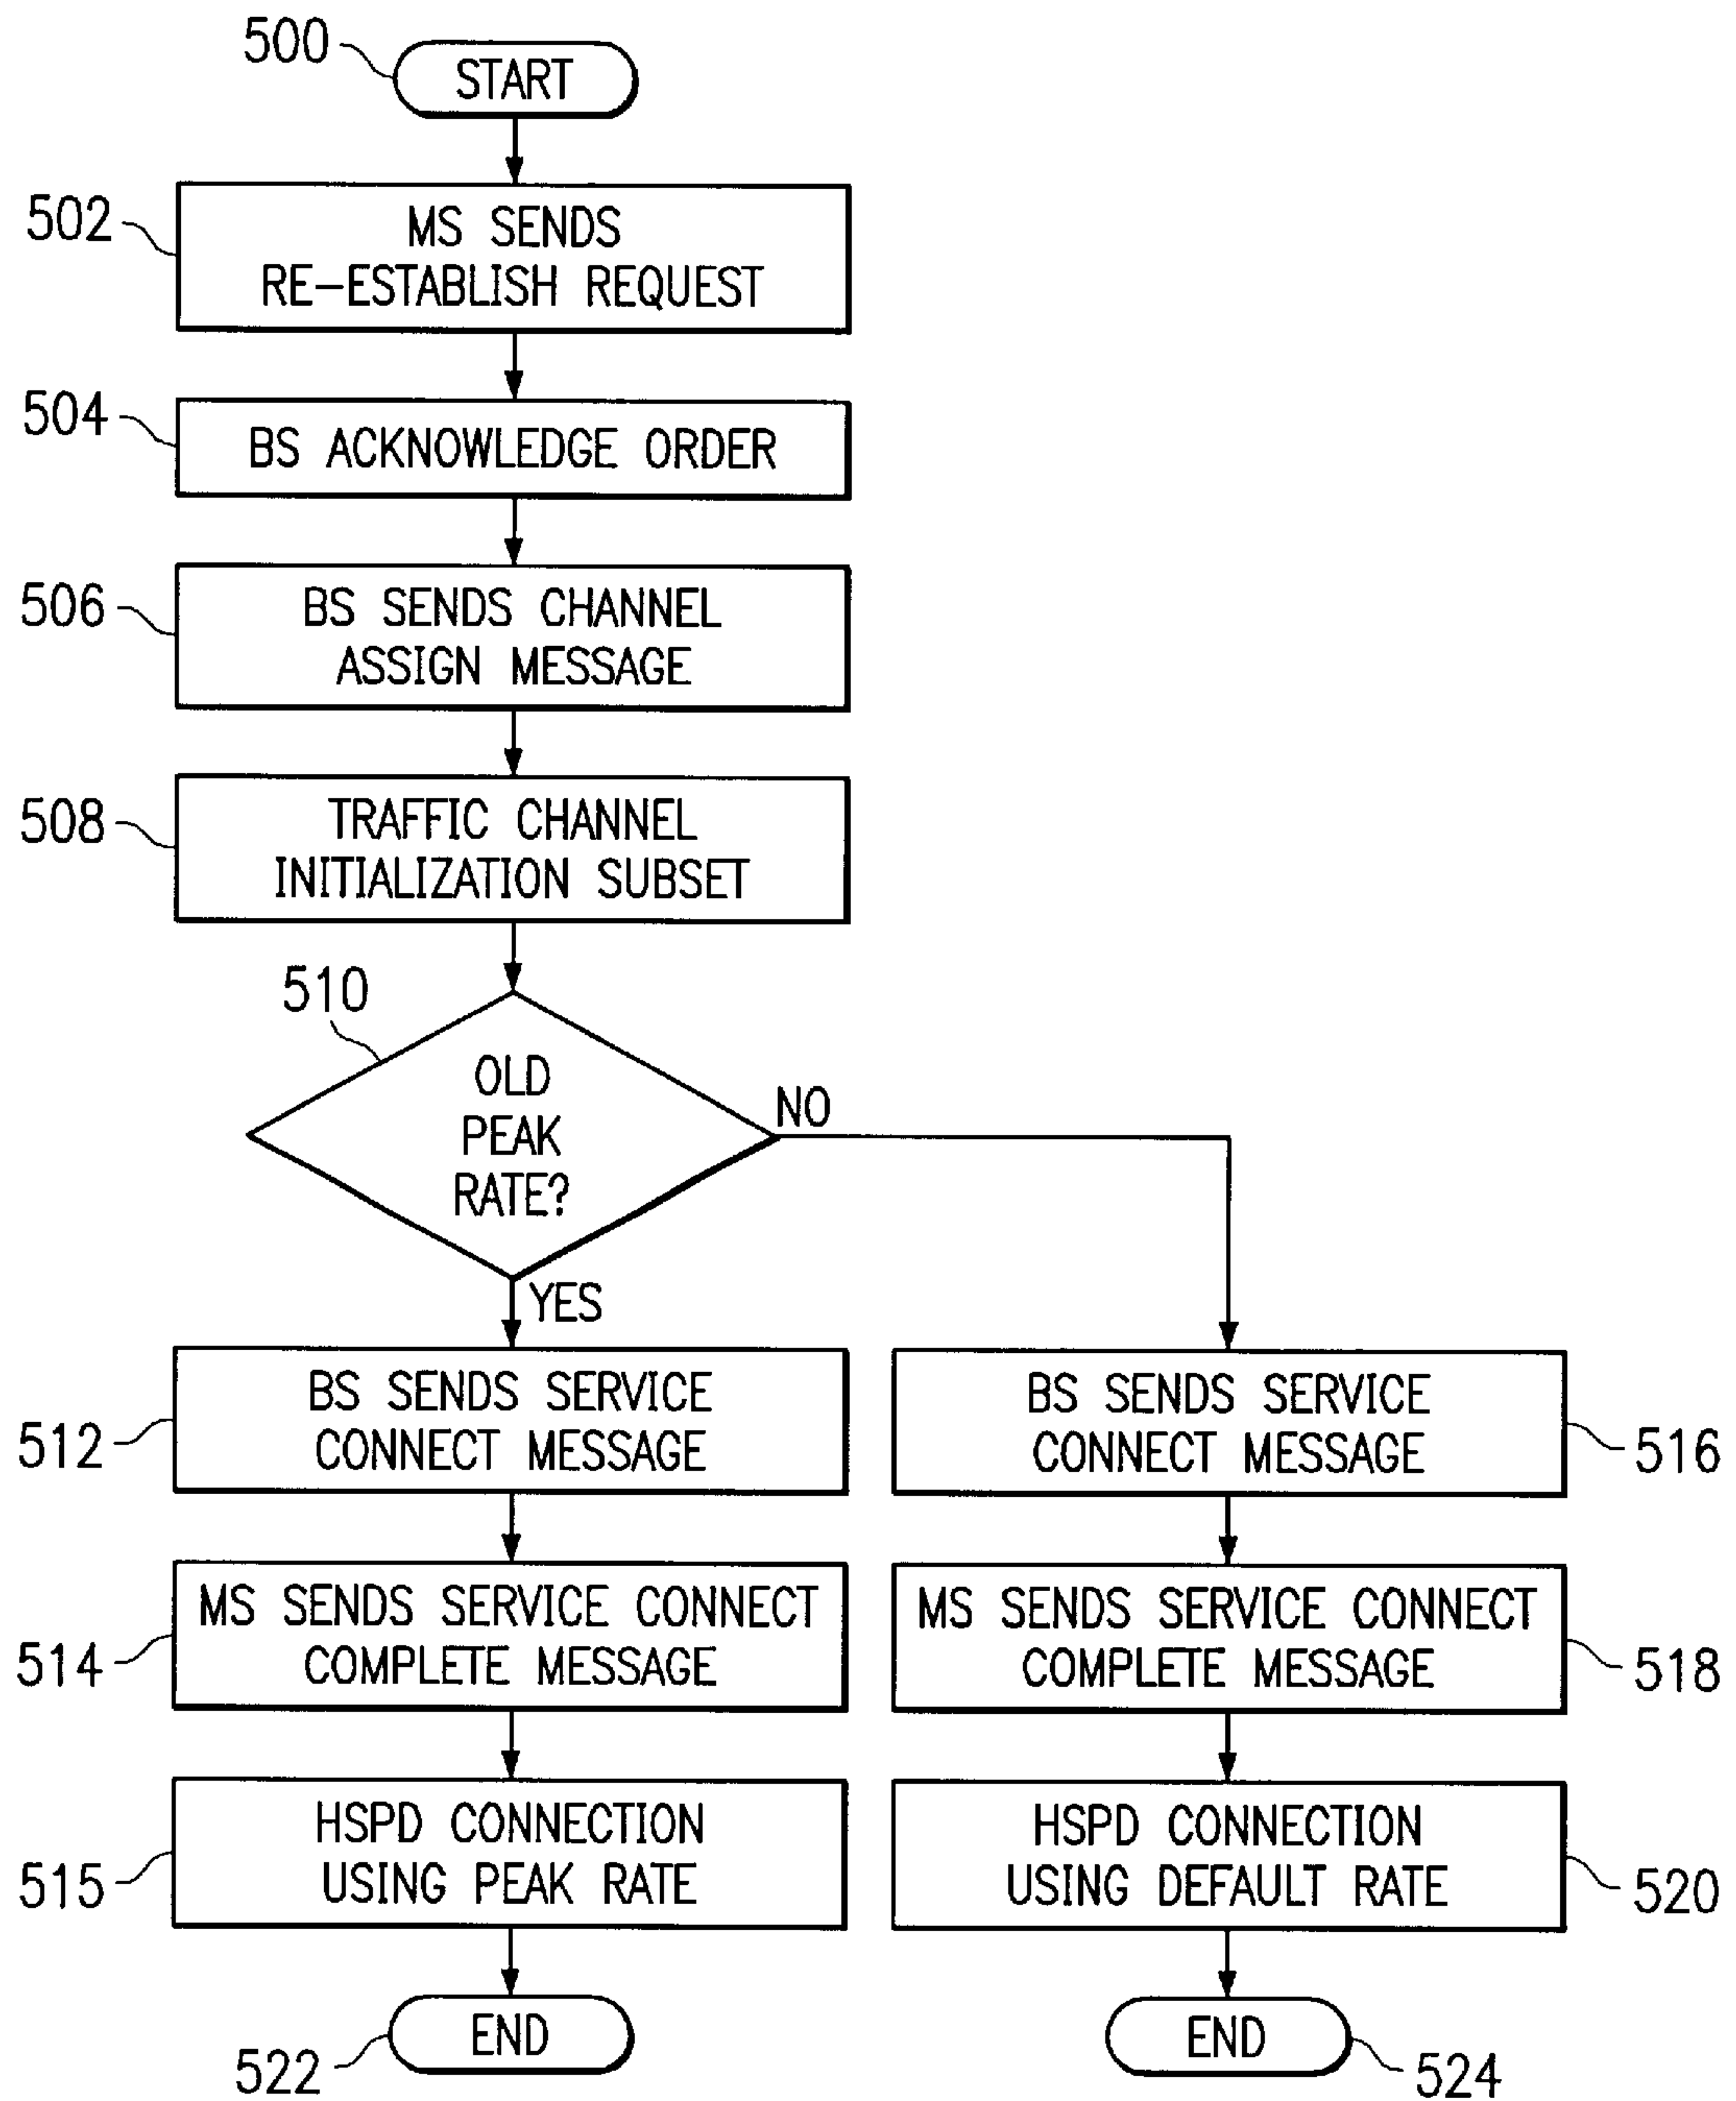 500
START
502
MS SENDS
RE-ESTABLISH REQUEST
504
BS ACKNOWLEDGE ORDER
506
BS SENDS CHANNEL
ASSIGN MESSAGE
508
TRAFFIC CHANNEL
INITIALIZATION SUBSET
510
OLD
PEAK
RATE?
NO
YES
BS SENDS SERVICE
CONNECT MESSAGE
512
MS SENDS SERVICE CONNECT
COMPLETE MESSAGE
514
HSPD CONNECTION
USING PEAK RATE
515
END
522
BS SENDS SERVICE
CONNECT MESSAGE
516
MS SENDS SERVICE CONNECT
COMPLETE MESSAGE
518
HSPD CONNECTION
USING DEFAULT RATE
520
END
524